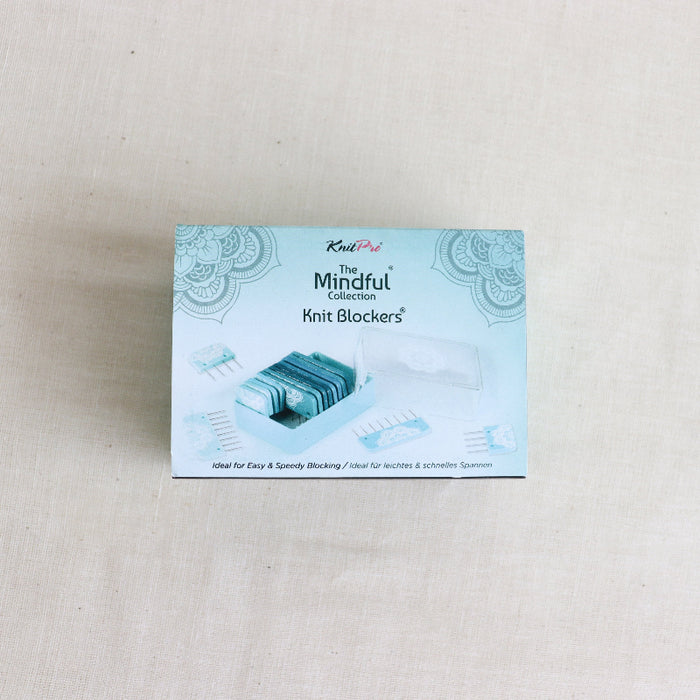 KnitPro®
The
Mindful®
Collection
Knit Blockers®
Ideal for Easy & Speedy Blocking / Ideal für leichtes & schnelles Spannen